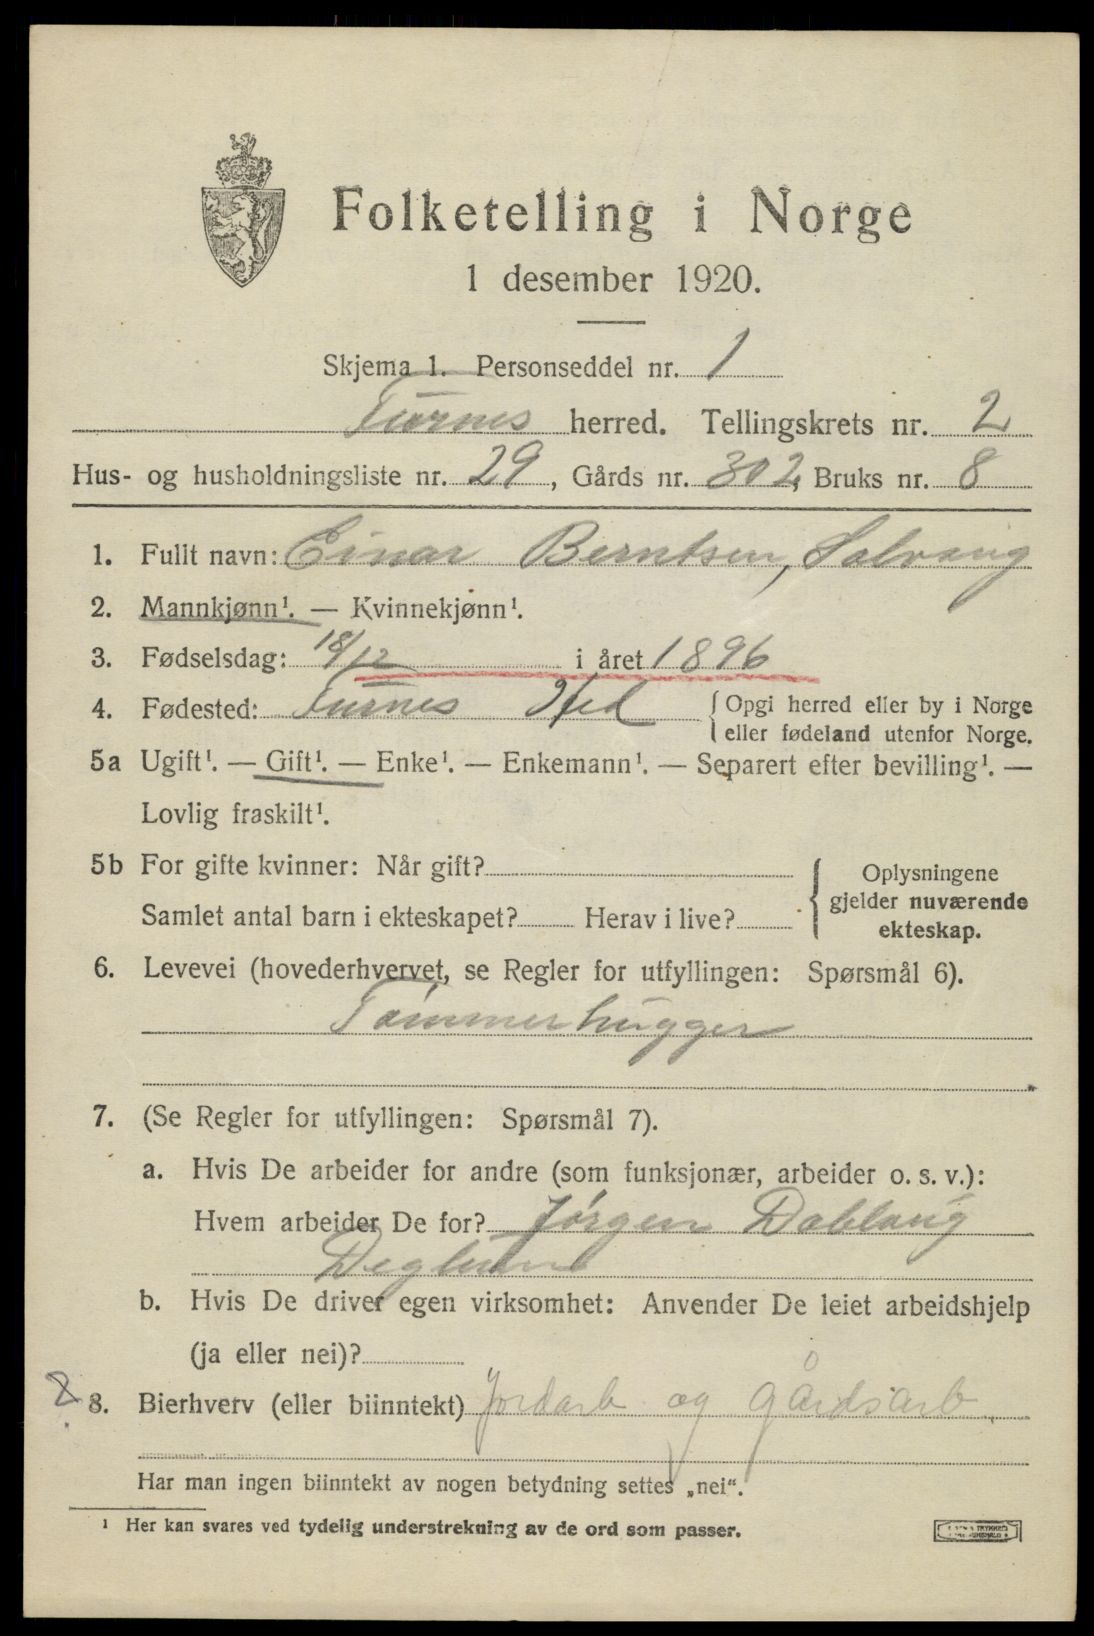 Folketelling i Norge
1 desember 1920.
Skjema 1. Personseddel nr. 1
Furnes herred. Tellingskrets nr. 2
Hus- og husholdningsliste nr. 29, Gårds nr. 302, Bruks nr. 8
1. Fullt navn: Einar Berntsen, Solvang
2. Mannkjønn¹. — Kvinnekjønn¹.
3. Fødselsdag: 18/12 i året 1896
4. Fødested: Furnes Hed { Opgi herred eller by i Norge
eller fødeland utenfor Norge.
5a Ugift¹. — Gift¹. — Enke¹. — Enkemann¹. — Separert efter bevilling¹. —
Lovlig fraskilt¹.
5b For gifte kvinner: Når gift?
Samlet antal barn i ekteskapet? Herav i live?
Oplysningene
gjelder nuværende
ekteskap.
6. Levevei (hovederhvervet, se Regler for utfyllingen: Spørsmål 6).
Tømmerhugger
7. (Se Regler for utfyllingen: Spørsmål 7).
a. Hvis De arbeider for andre (som funksjonær, arbeider o. s. v.):
Hvem arbeider De for? Jørgen Dablaug
Deglum
b. Hvis De driver egen virksomhet: Anvender De leiet arbeidshjelp
(ja eller nei)?
8. Bierhverv (eller biinntekt) Jordarb og gårdsarb
Har man ingen biinntekt av nogen betydning settes „nei".
¹ Her kan svares ved tydelig understrekning av de ord som passer.